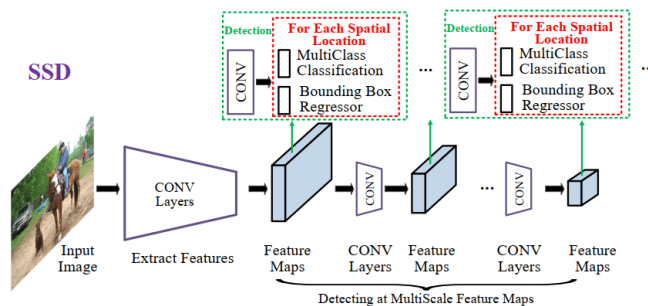 SSD
Detection
For Each Spatial
Location
CONV
MultiClass
Classification
Bounding Box
Regressor
...
Detection
For Each Spatial
Location
CONV
MultiClass
Classification
Bounding Box
Regressor
...
CONV
Layers
CONV
...
CONV
Input
Image
Extract Features
Feature
Maps
CONV
Layers
Feature
Maps
CONV
Layers
Feature
Maps
Detecting at MultiScale Feature Maps